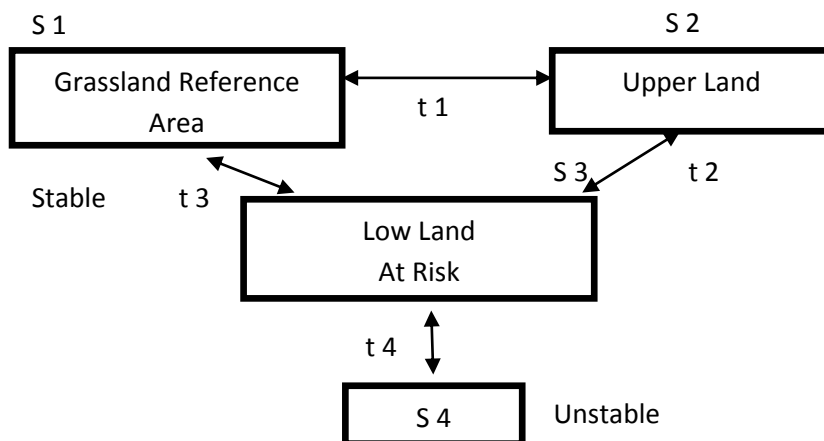 S 1
S 2
Grassland Reference
Area
Upper Land
t 1
S 3
t 2
Stable
t 3
Low Land
At Risk
t 4
S 4
Unstable